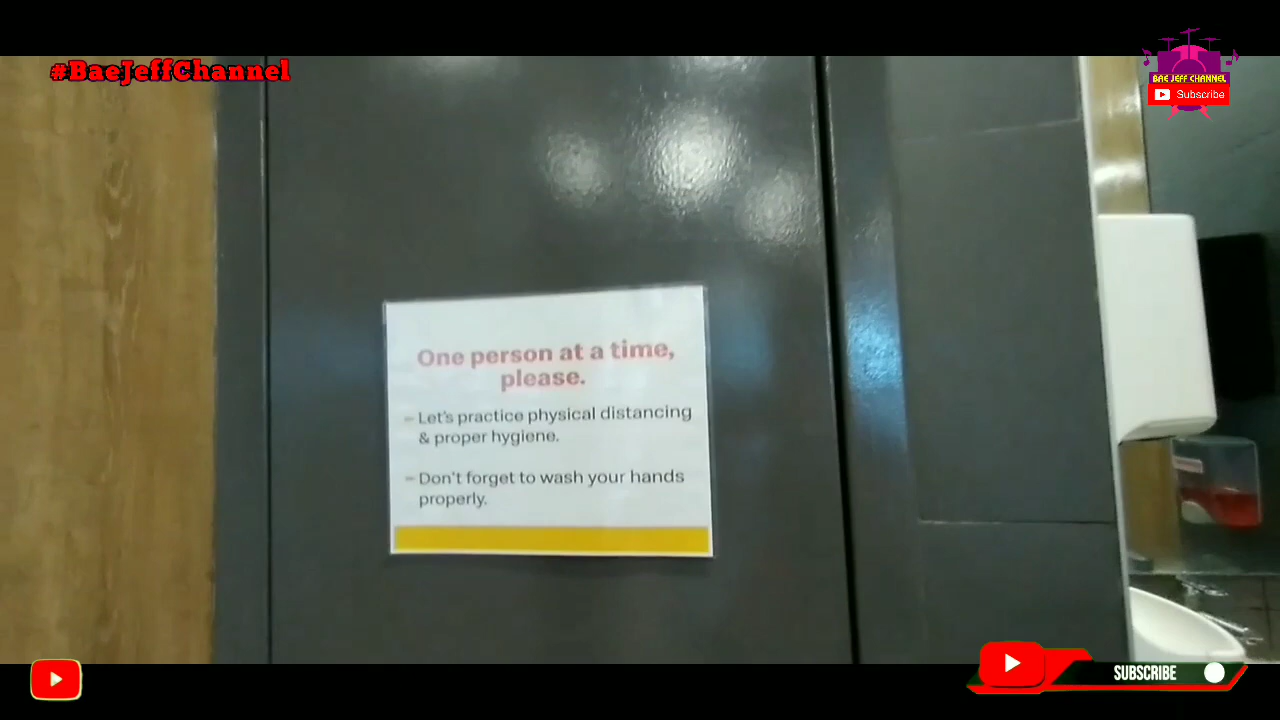 #BaeJeffChannel
BAE JEFF CHANNEL
Subscribe
One person at a time,
please.
- Let's practice physical distancing
& proper hygiene.
- Don't forget to wash your hands
properly.
SUBSCRIBE